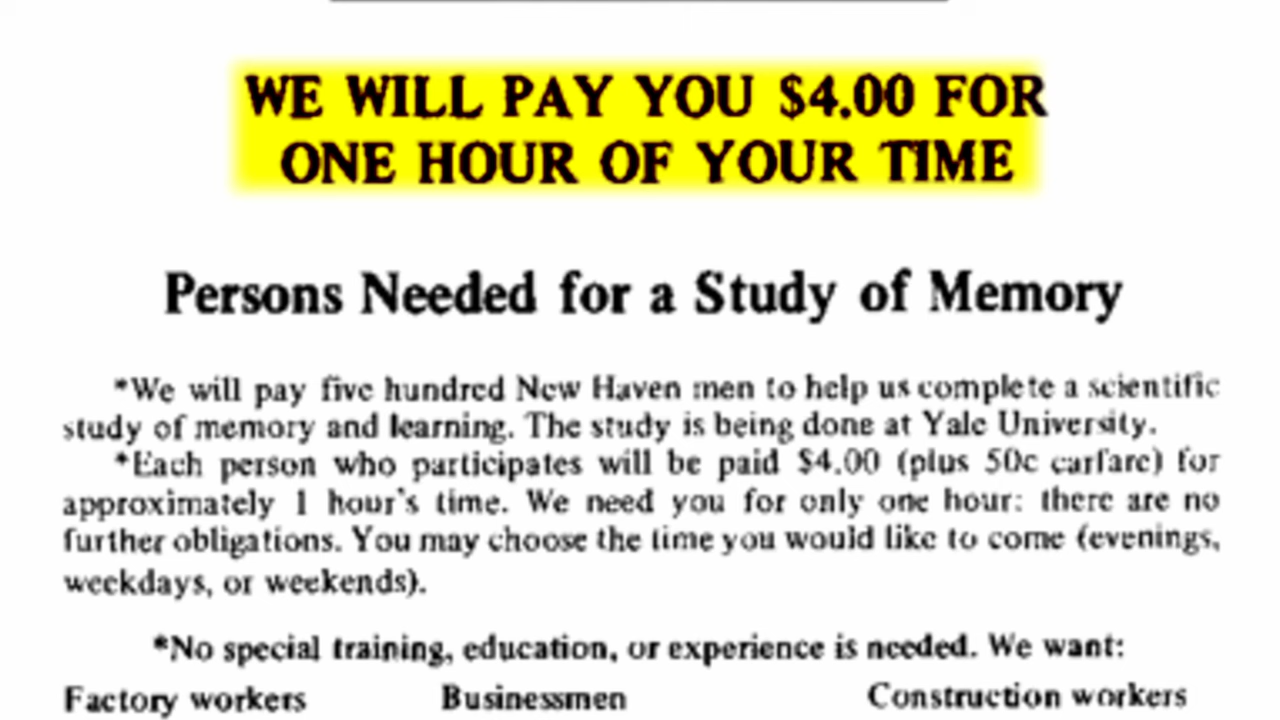 WE WILL PAY YOU $4.00 FOR
ONE HOUR OF YOUR TIME
Persons Needed for a Study of Memory
*We will pay five hundred New Haven men to help us complete a scientific
study of memory and learning. The study is being done at Yale University.
*Each person who participates will be paid $4.00 (plus 50c carfare) for
approximately 1 hour's time. We need you for only one hour: there are no
further obligations. You may choose the time you would like to come (evenings,
weekdays, or weekends).
*No special training, education, or experience is needed. We want:
Factory workers Businessmen Construction workers